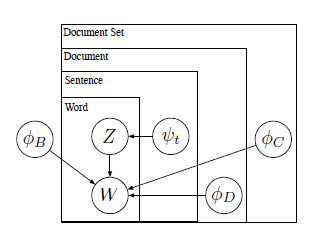 Document Set
Document
Sentence
Word
ϕB
Z
ψt
ϕC
W
ϕD